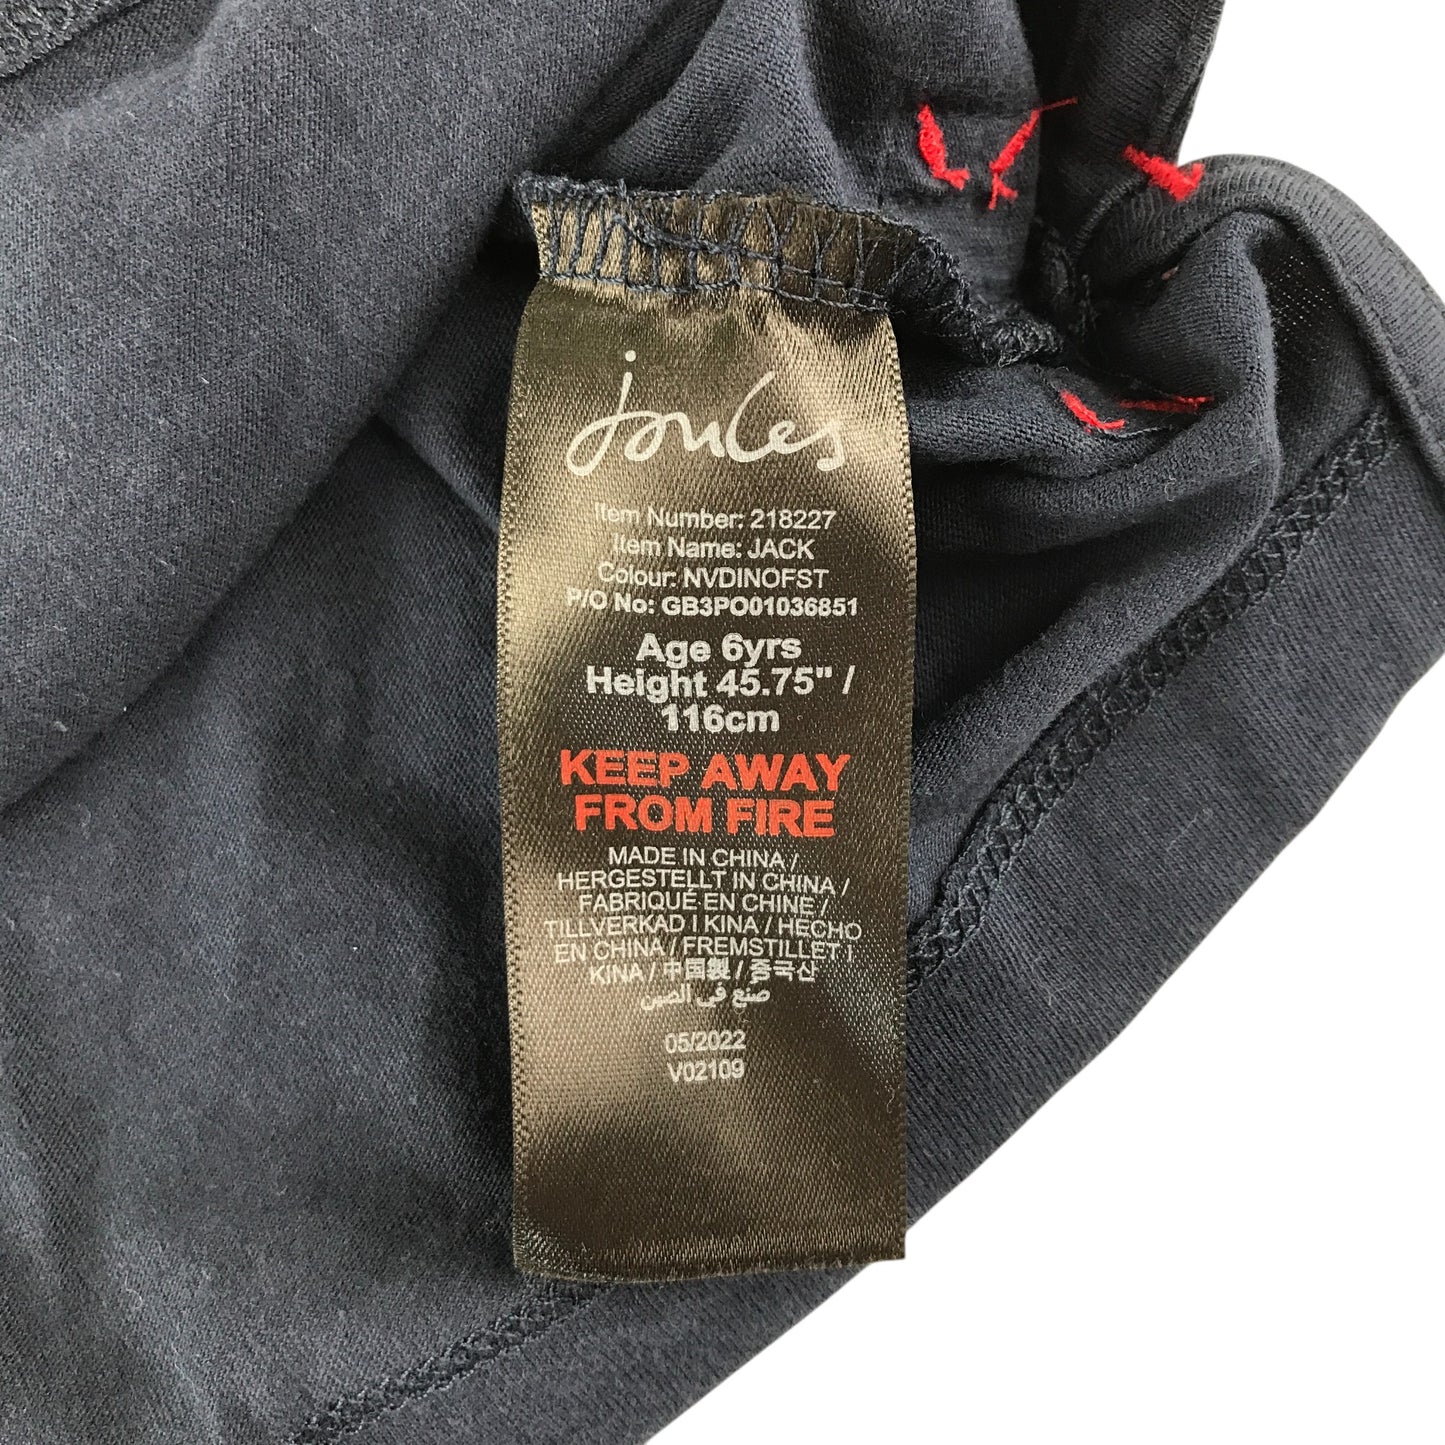 Joules
Item Number: 218227
Item Name: JACK
Colour: NVDINOFST
P/O No: GB3PO01036851
Age 6yrs
Height 45.75" /
116cm
KEEP AWAY
FROM FIRE
MADE IN CHINA /
HERGESTELLT IN CHINA /
FABRIQUÉ EN CHINE /
TILLVERKAD I KINA / HECHO
EN CHINA / FREMSTILLET I
KINA / 中国製 / 중국산
صنع في الصين
05/2022
V02109